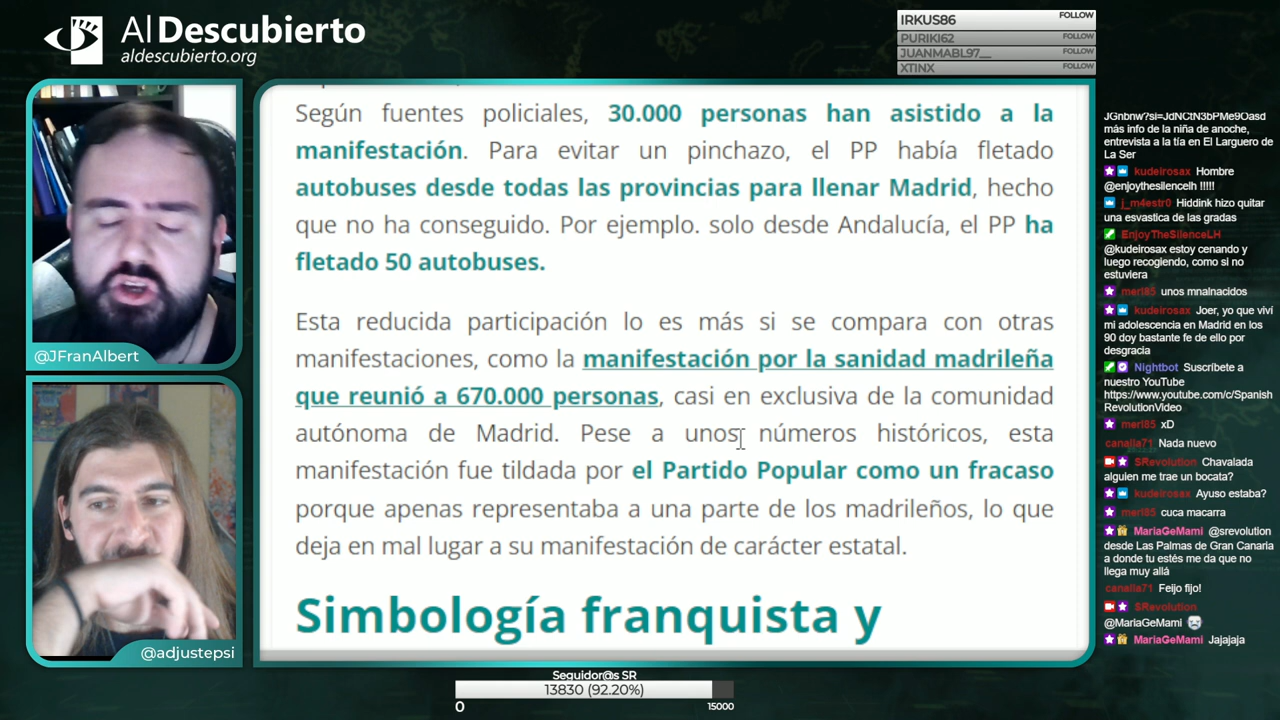 Al Descubierto
aldescubierto.org
IRKUS86 FOLLOW
PURIKI62 FOLLOW
JUANMABL97__ FOLLOW
XTINX FOLLOW
Según fuentes policiales, 30.000 personas han asistido a la
manifestación. Para evitar un pinchazo, el PP había fletado
autobuses desde todas las provincias para llenar Madrid, hecho
que no ha conseguido. Por ejemplo. solo desde Andalucía, el PP ha
fletado 50 autobuses.
Esta reducida participación lo es más si se compara con otras
manifestaciones, como la manifestación por la sanidad madrileña
que reunió a 670.000 personas, casi en exclusiva de la comunidad
autónoma de Madrid. Pese a unos números históricos, esta
manifestación fue tildada por el Partido Popular como un fracaso
porque apenas representaba a una parte de los madrileños, lo que
deja en mal lugar a su manifestación de carácter estatal.
Simbología franquista y
@JFranAlbert
@adjustepsi
más info de la niña de anoche,
entrevista a la tía en El Larguero de
La Ser
kudeirosax Hombre
@enjoythesilencelh !!!!!
j_m4estr0 Hiddink hizo quitar
una esvastica de las gradas
EnjoyTheSilenceLH
@kudeirosax estoy cenando y
luego recogiendo, como si no
estuviera
meri85 unos mnalnacidos
kudeirosax Joer, yo que viví
mi adolescencia en Madrid en los
90 doy bastante fe de ello por
desgracia
Nightbot Suscríbete a
nuestro YouTube
https://www.youtube.com/c/Spanish
RevolutionVideo
meri85 xD
canalla71 Nada nuevo
SRevolution Chavalada
alguien me trae un bocata?
kudeirosax Ayuso estaba?
meri85 cuca macarra
MariaGeMami @srevolution
desde Las Palmas de Gran Canaria
a donde tu estés me da que no
llega muy allá
canalla71 Feijo fijo!
SRevolution
@MariaGeMami
MariaGeMami Jajajaja
Seguidor@s SR
13830 (92.20%)
0 15000